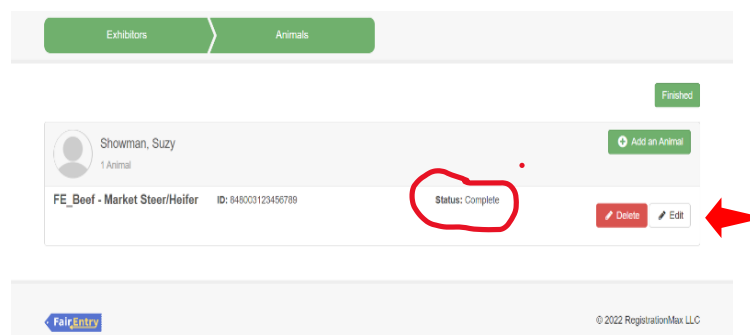 Exhibitors Animals
Finished
Showman, Suzy
1 Animal
Add an Animal
FE_Beef - Market Steer/Heifer ID: 848003123456789 Status: Complete
Delete Edit
FairEntry © 2022 RegistrationMax LLC